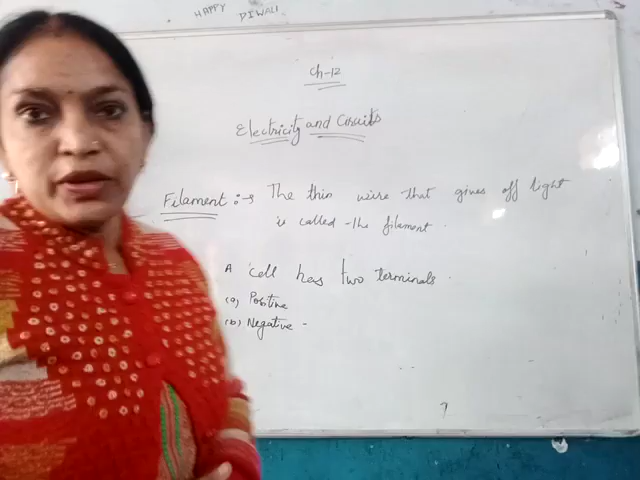 HAPPY DIWALI
Ch-12
Electricity and Cosuits
Filament :→ The thin wire that gives off light
is called the filament.
A cell has two terminals.
(a) Positive
(b) Negative -